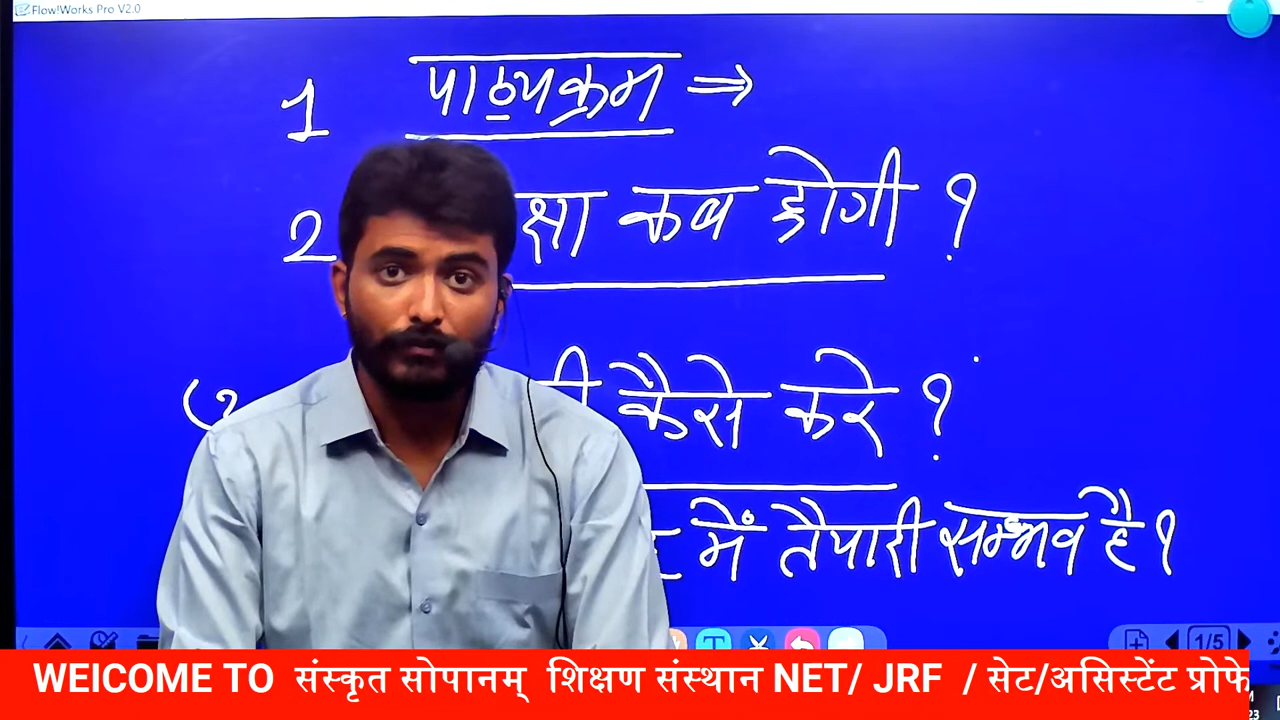 Flow!Works Pro V2.0
1 पाठ्यक्रम ⇒
2 क्षा कब होगी ?
3 ी कैसे करे ?
में तैयारी सम्भव है ?
1/5
WEICOME TO संस्कृत सोपानम् शिक्षण संस्थान NET/ JRF / सेट/असिस्टेंट प्रोफे